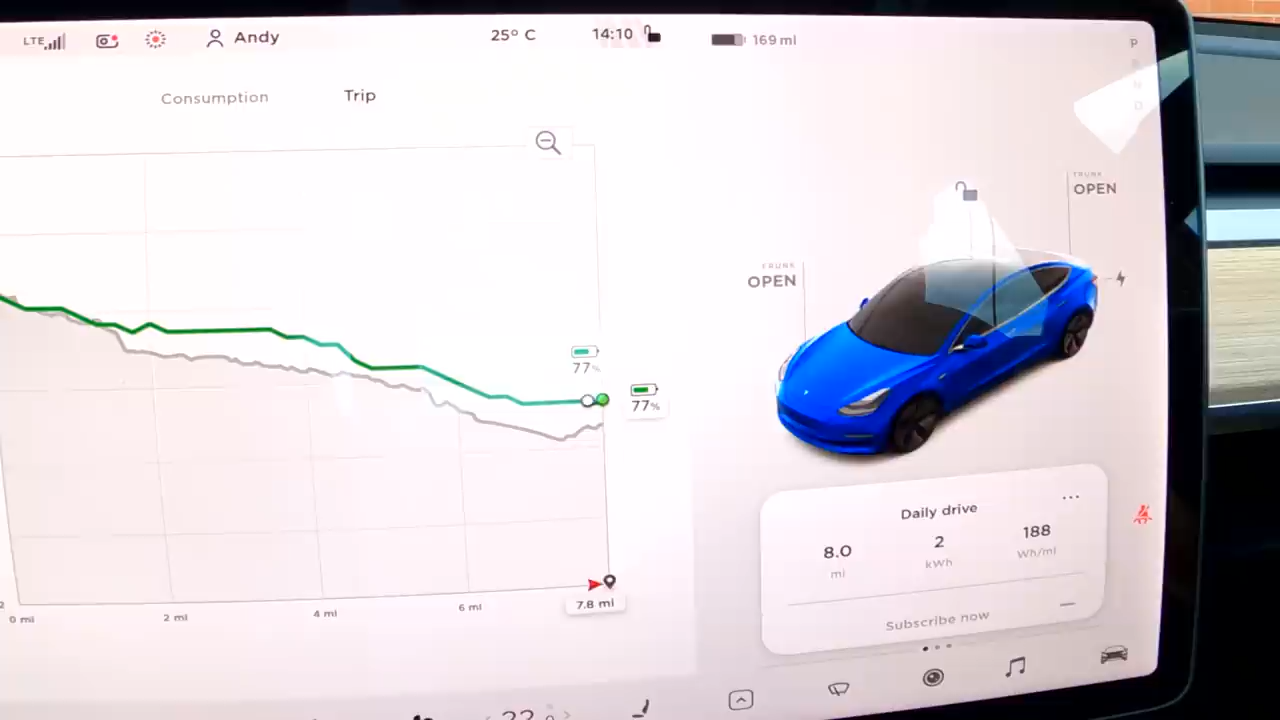 LTE
Andy
25° C
14:10
169 mi
P
R
N
D
Consumption
Trip
TRUNK
OPEN
FRUNK
OPEN
77%
77%
0 mi
2 mi
4 mi
6 mi
7.8 mi
Daily drive
...
8.0
mi
2
kWh
188
Wh/mi
Subscribe now